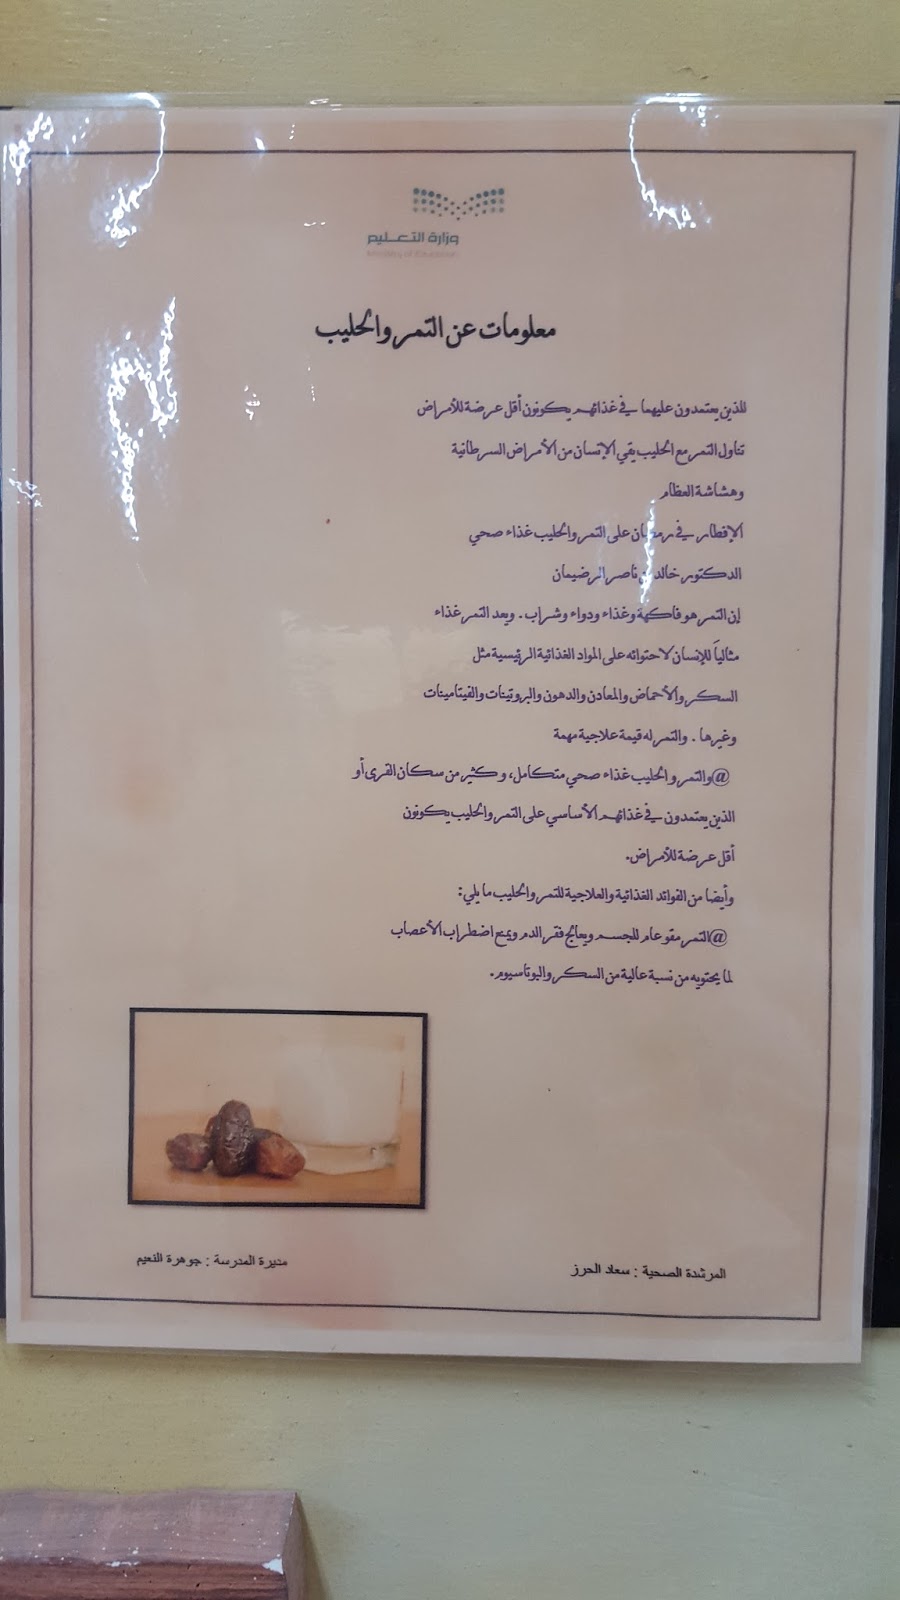 وزارة التعليم
Ministry of Education
معلومات عن التمر والحليب
للذين يعتمدون عليهما في غذائهم يكونون أقل عرضة للأمراض
تناول التمر مع الحليب يقي الإنسان من الأمراض السرطانية
وهشاشة العظام
الإفطار في رمضان على التمر والحليب غذاء صحي
الدكتور خالد بن ناصر الرضيمان
إن التمر هو فاكهة وغذاء ودواء وشراب . ويعد التمر غذاء
مثالياَ للإنسان لاحتوائه على المواد الغذائية الرئيسية مثل
السكر والأحماض والمعادن والدهون والبروتينات والفيتامينات
وغيرها . والتمر له قيمة علاجية مهمة
@والتمر والحليب غذاء صحي متكامل، وكثير من سكان القرى أو
الذين يعتمدون في غذائهم الأساسي على التمر والحليب يكونون
أقل عرضة للأمراض.
وأيضا من الفوائد الغذائية والعلاجية للتمر والحليب ما يلي:
@التمر مقو عام للجسم ويعالج فقر الدم ويمنع اضطراب الأعصاب
لما يحتويه من نسبة عالية من السكر والبوتاسيوم.
المرشدة الصحية : سعاد الحرز
مديرة المدرسة : جوهرة النعيم